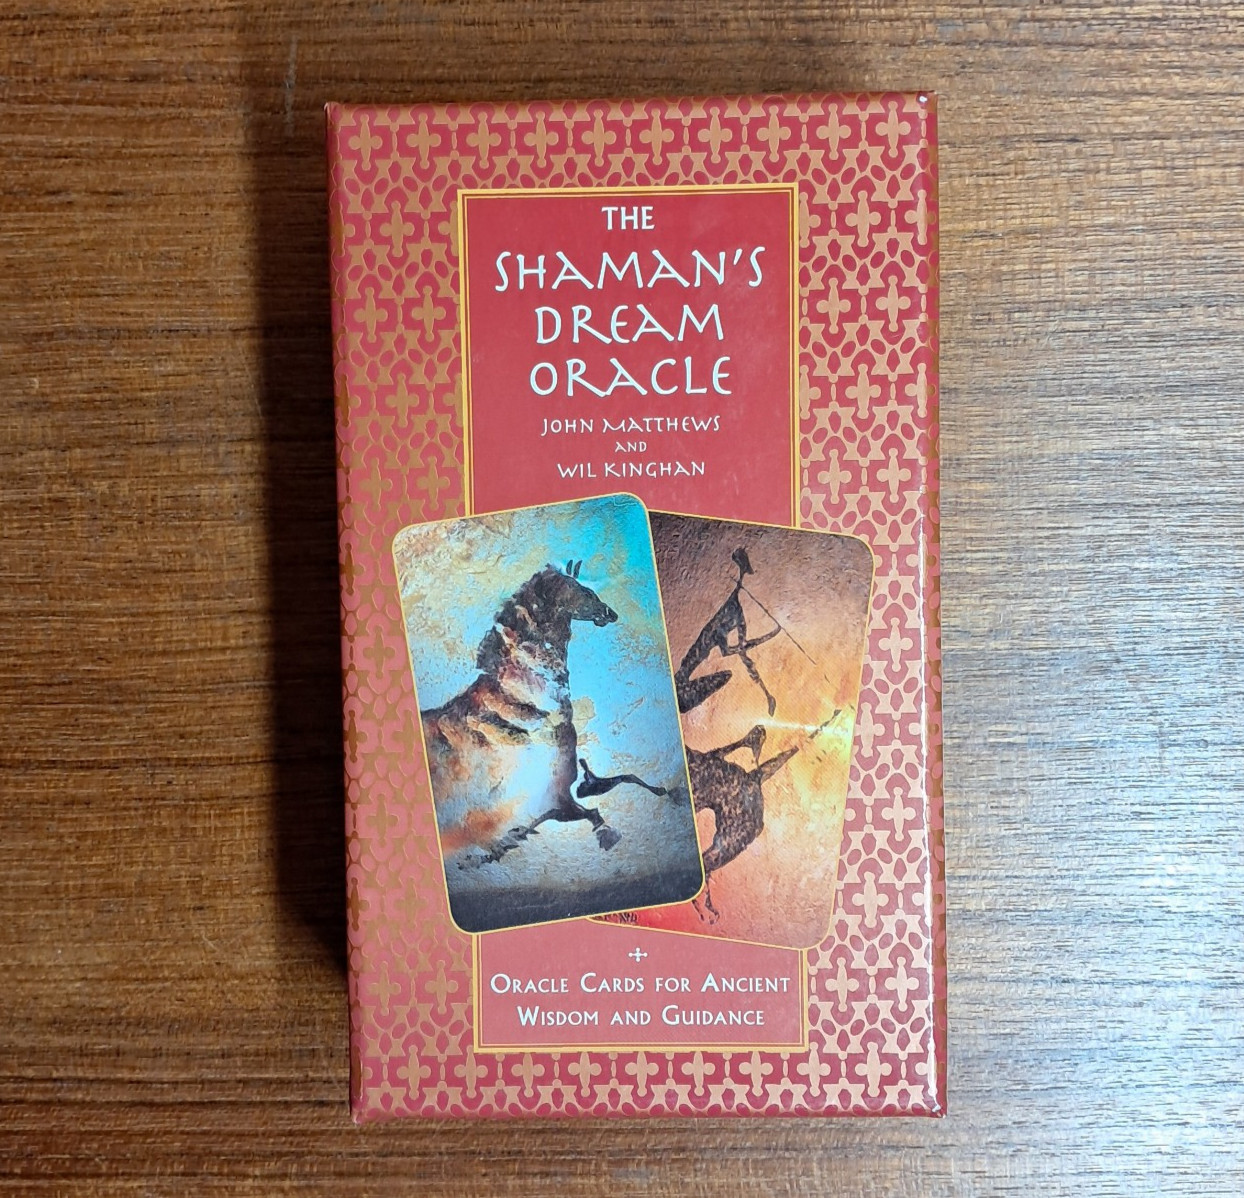 THE
SHAMAN'S
DREAM
ORACLE
JOHN MATTHEWS
AND
WIL KINGHAN
ORACLE CARDS FOR ANCIENT
WISDOM AND GUIDANCE